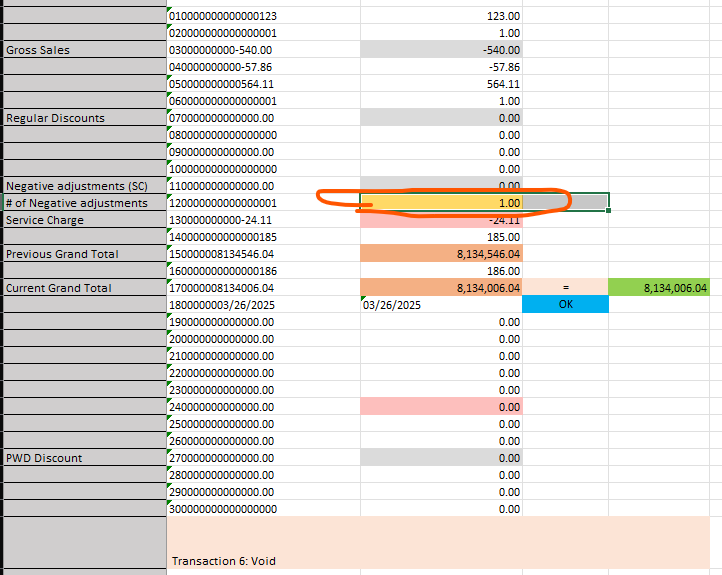 010000000000000123 123.00
020000000000000001 1.00
Gross Sales 03000000000-540.00 -540.00
040000000000-57.86 -57.86
050000000000564.11 564.11
060000000000000001 1.00
Regular Discounts 070000000000000.00 0.00
080000000000000000 0.00
090000000000000.00 0.00
100000000000000000 0.00
Negative adjustments (SC) 110000000000000.00 0.00
# of Negative adjustments 120000000000000001 1.00
Service Charge 130000000000-24.11 -24.11
140000000000000185 185.00
Previous Grand Total 150000008134546.04 8,134,546.04
160000000000000186 186.00
Current Grand Total 170000008134006.04 8,134,006.04 = 8,134,006.04
1800000003/26/2025 03/26/2025 OK
190000000000000.00 0.00
200000000000000.00 0.00
210000000000000.00 0.00
220000000000000.00 0.00
230000000000000.00 0.00
240000000000000.00 0.00
250000000000000.00 0.00
260000000000000.00 0.00
PWD Discount 270000000000000.00 0.00
280000000000000.00 0.00
290000000000000.00 0.00
300000000000000000 0.00
Transaction 6: Void